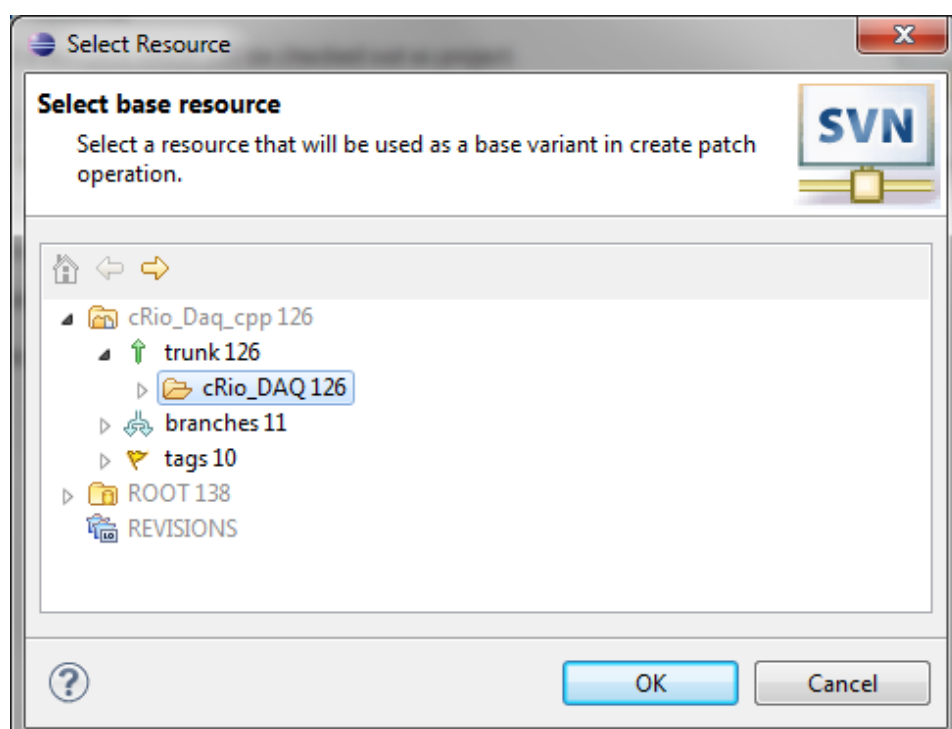 Select Resource
Select base resource
SVN
Select a resource that will be used as a base variant in create patch
operation.
cRio_Daq_cpp 126
trunk 126
cRio_DAQ 126
branches 11
tags 10
ROOT 138
REVISIONS
?
OK
Cancel